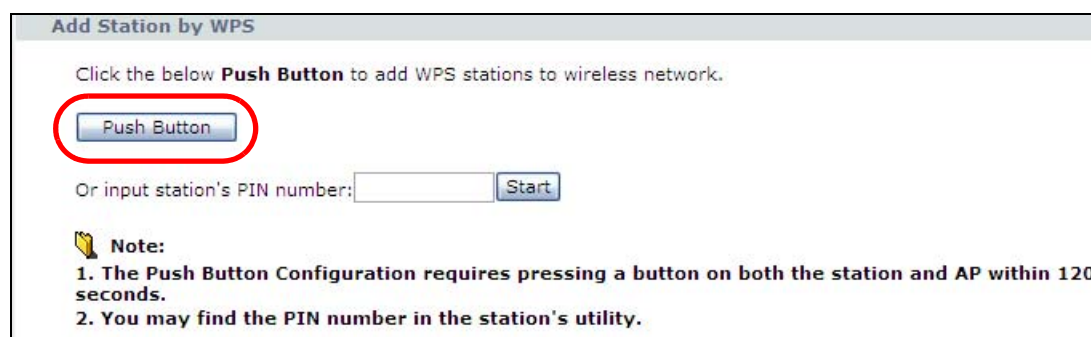 Add Station by WPS
Click the below Push Button to add WPS stations to wireless network.
Push Button
Or input station's PIN number: Start
Note:
1. The Push Button Configuration requires pressing a button on both the station and AP within 120
seconds.
2. You may find the PIN number in the station's utility.